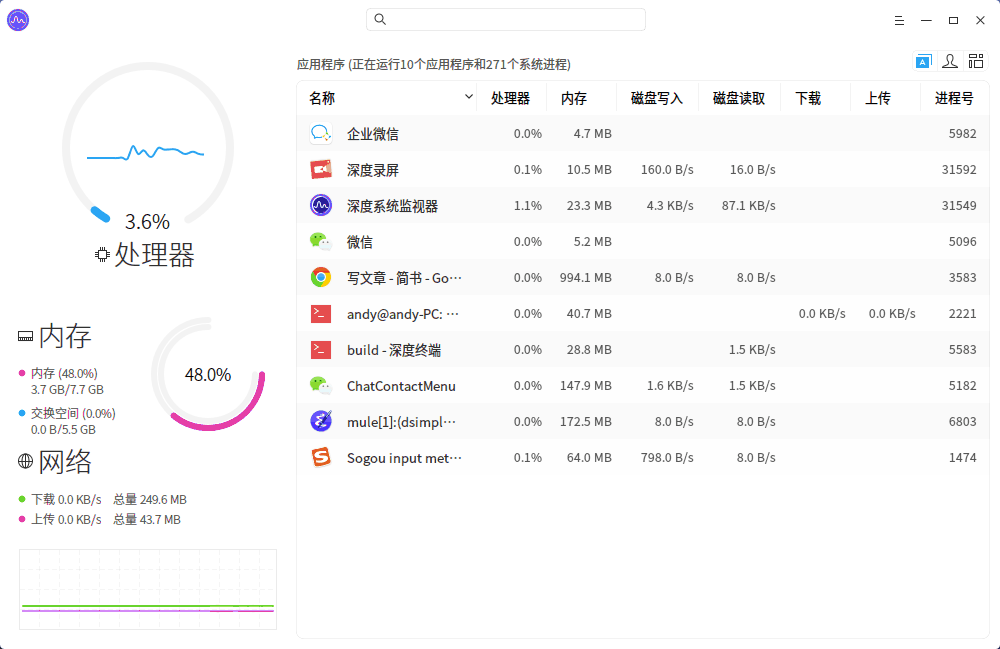 应用程序 (正在运行10个应用程序和271个系统进程)
3.6%
处理器
内存
内存 (48.0%)
3.7 GB/7.7 GB
交换空间 (0.0%)
0.0 B/5.5 GB
48.0%
网络
下载 0.0 KB/s 总量 249.6 MB
上传 0.0 KB/s 总量 43.7 MB
名称 处理器 内存 磁盘写入 磁盘读取 下载 上传 进程号
企业微信 0.0% 4.7 MB 5982
深度录屏 0.1% 10.5 MB 160.0 B/s 16.0 B/s 31592
深度系统监视器 1.1% 23.3 MB 4.3 KB/s 87.1 KB/s 31549
微信 0.0% 5.2 MB 5096
写文章 - 简书 - Go··· 0.0% 994.1 MB 8.0 B/s 8.0 B/s 3583
andy@andy-PC: ··· 0.0% 40.7 MB 0.0 KB/s 0.0 KB/s 2221
build - 深度终端 0.0% 28.8 MB 1.5 KB/s 5583
ChatContactMenu 0.0% 147.9 MB 1.6 KB/s 1.5 KB/s 5182
mule[1]:(dsimpl··· 0.0% 172.5 MB 8.0 B/s 8.0 B/s 6803
Sogou input met··· 0.1% 64.0 MB 798.0 B/s 8.0 B/s 1474